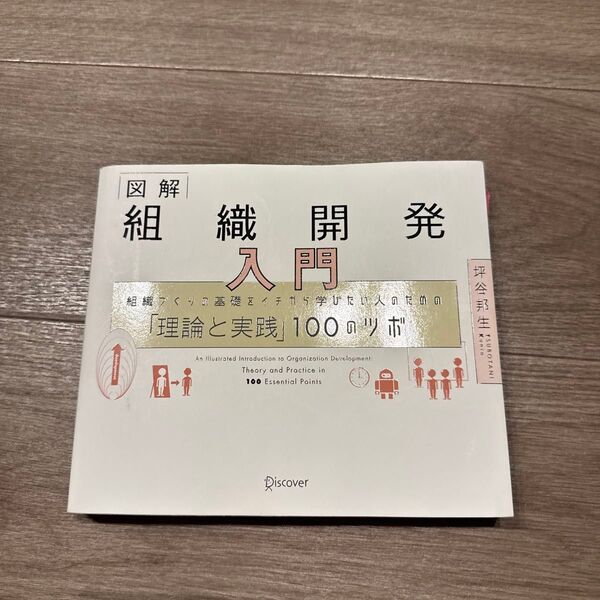 図解
組織開発
入門
組織づくりの基礎をイチから学びたい人のための
「理論と実践」100のツボ
坪谷邦生
TSUBOTANI
Kunio
An Illustrated Introduction to Organization Development:
Theory and Practice in
100 Essential Points
Discover